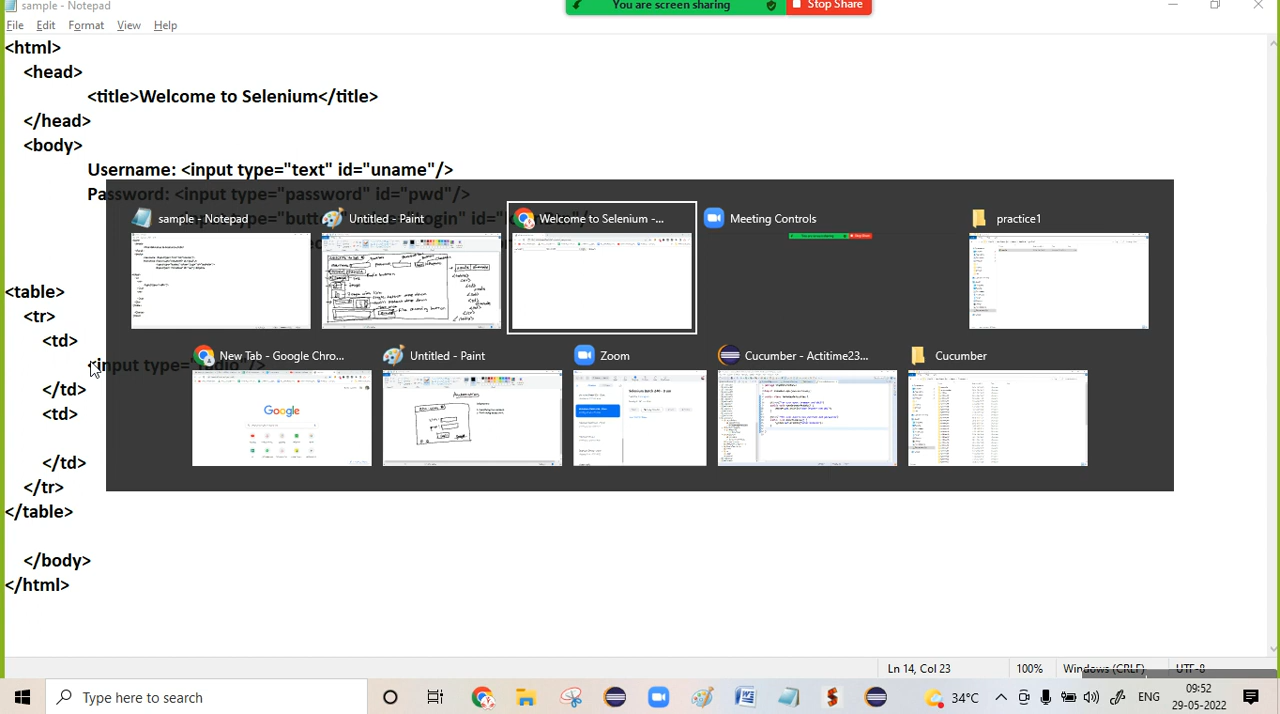 sample - Notepad
You are screen sharing
Stop Share
File Edit Format View Help
<html>
<head>
<title>Welcome to Selenium</title>
</head>
<body>
Username: <input type="text" id="uname"/>
Password: <input type="password" id="pwd"/>
sample - Notepad
Untitled - Paint
Welcome to Selenium -...
Meeting Controls
practice1
<table>
<tr>
<td>
New Tab - Google Chro...
Untitled - Paint
Zoom
Cucumber - Actitime23...
Cucumber
</td>
<td>
Google
</td>
</tr>
</table>
</body>
</html>
Ln 14, Col 23
100%
Windows (CRLF)
UTF-8
Type here to search
34°C
ENG
09:52
29-05-2022